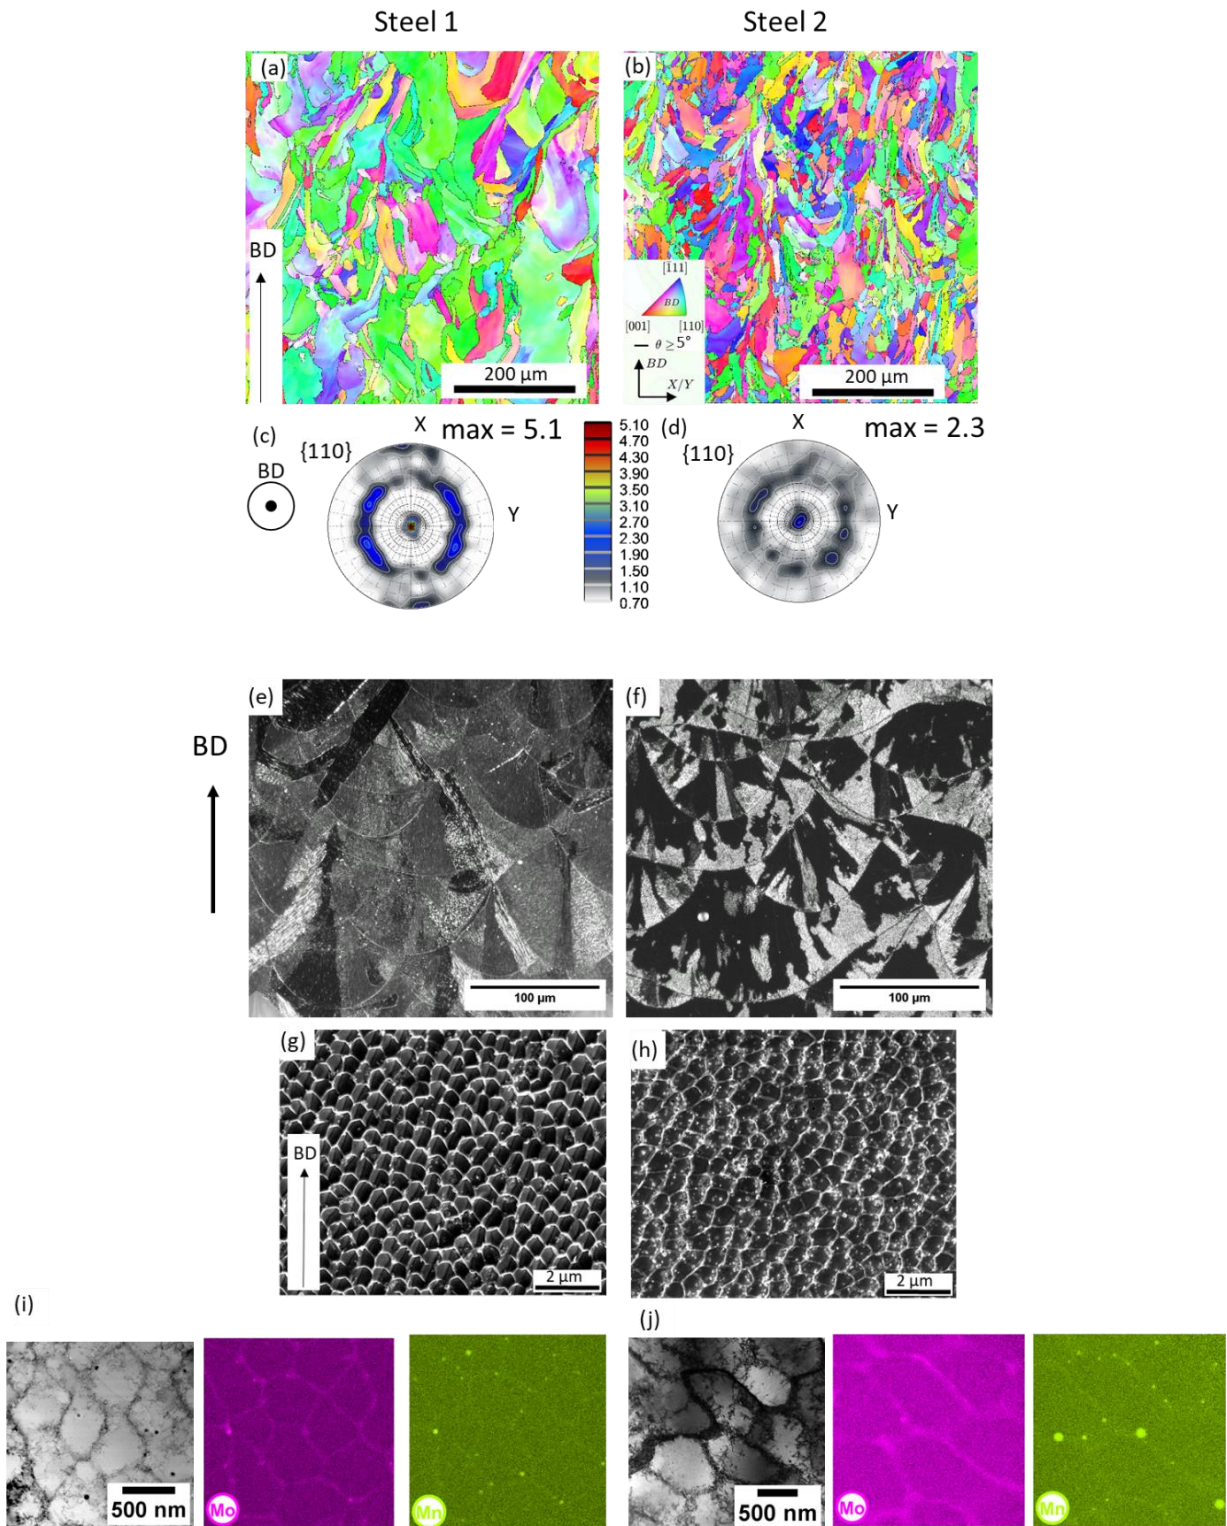 Steel 1 Steel 2
(a) (b)
BD
[1̄11]
BD
[001] [110]
θ ≥ 5°
BD
X/Y
200 µm 200 µm
(c) {110} X max = 5.1
BD
Y
5.10
4.70
4.30
3.90
3.50
3.10
2.70
2.30
1.90
1.50
1.10
0.70
(d) {110} X max = 2.3
Y
(e) (f)
BD
100 µm 100 µm
(g) (h)
BD
2 µm 2 µm
(i) (j)
500 nm Mo Mn 500 nm Mo Mn